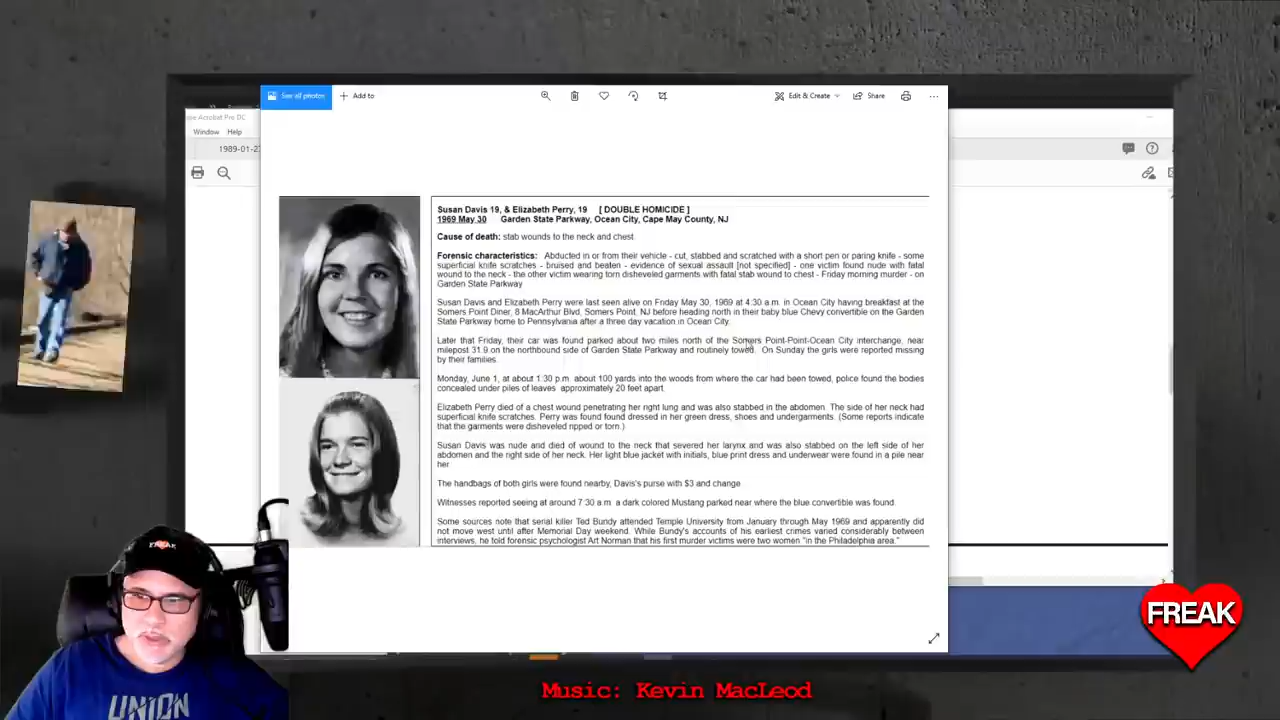 See all photos
Add to
Edit & Create
Share
Window Help
1989-01-2
Susan Davis 19, & Elizabeth Perry, 19 [ DOUBLE HOMICIDE ]
1969 May 30 Garden State Parkway, Ocean City, Cape May County, NJ
Cause of death: stab wounds to the neck and chest
Forensic characteristics: Abducted in or from their vehicle - cut, stabbed and scratched with a short pen or paring knife - some
superficial knife scratches - bruised and beaten - evidence of sexual assault [not specified] - one victim found nude with fatal
wound to the neck - the other victim wearing torn disheveled garments with fatal stab wound to chest - Friday morning murder - on
Garden State Parkway
Susan Davis and Elizabeth Perry were last seen alive on Friday May 30, 1969 at 4:30 a.m. in Ocean City having breakfast at the
Somers Point Diner, 8 MacArthur Blvd, Somers Point, NJ before heading north in their baby blue Chevy convertible on the Garden
State Parkway home to Pennsylvania after a three day vacation in Ocean City.
Later that Friday, their car was found parked about two miles north of the Somers Point-Point-Ocean City interchange, near
milepost 31.9 on the northbound side of Garden State Parkway and routinely towed. On Sunday the girls were reported missing
by their families.
Monday, June 1, at about 1:30 p.m. about 100 yards into the woods from where the car had been towed, police found the bodies
concealed under piles of leaves approximately 20 feet apart.
Elizabeth Perry died of a chest wound penetrating her right lung and was also stabbed in the abdomen. The side of her neck had
superficial knife scratches. Perry was found found dressed in her green dress, shoes and undergarments. (Some reports indicate
that the garments were disheveled ripped or torn.)
Susan Davis was nude and died of wound to the neck that severed her larynx and was also stabbed on the left side of her
abdomen and the right side of her neck. Her light blue jacket with initials, blue print dress and underwear were found in a pile near
her
The handbags of both girls were found nearby, Davis's purse with $3 and change
Witnesses reported seeing at around 7:30 a.m a dark colored Mustang parked near where the blue convertible was found.
Some sources note that serial killer Ted Bundy attended Temple University from January through May 1969 and apparently did
not move west until after Memorial Day weekend. While Bundy's accounts of his earliest crimes varied considerably between
interviews, he told forensic psychologist Art Norman that his first murder victims were two women "in the Philadelphia area."
FREAK
FREAK
UNION
Music: Kevin MacLeod